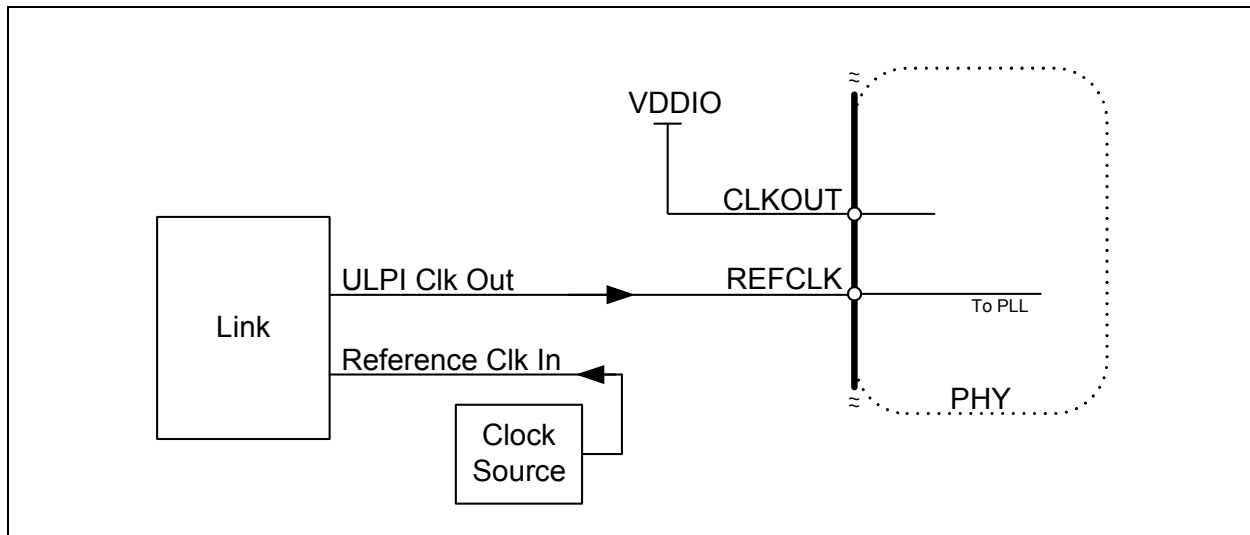 VDDIO
CLKOUT
ULPI Clk Out
REFCLK
To PLL
Link
Reference Clk In
PHY
Clock
Source